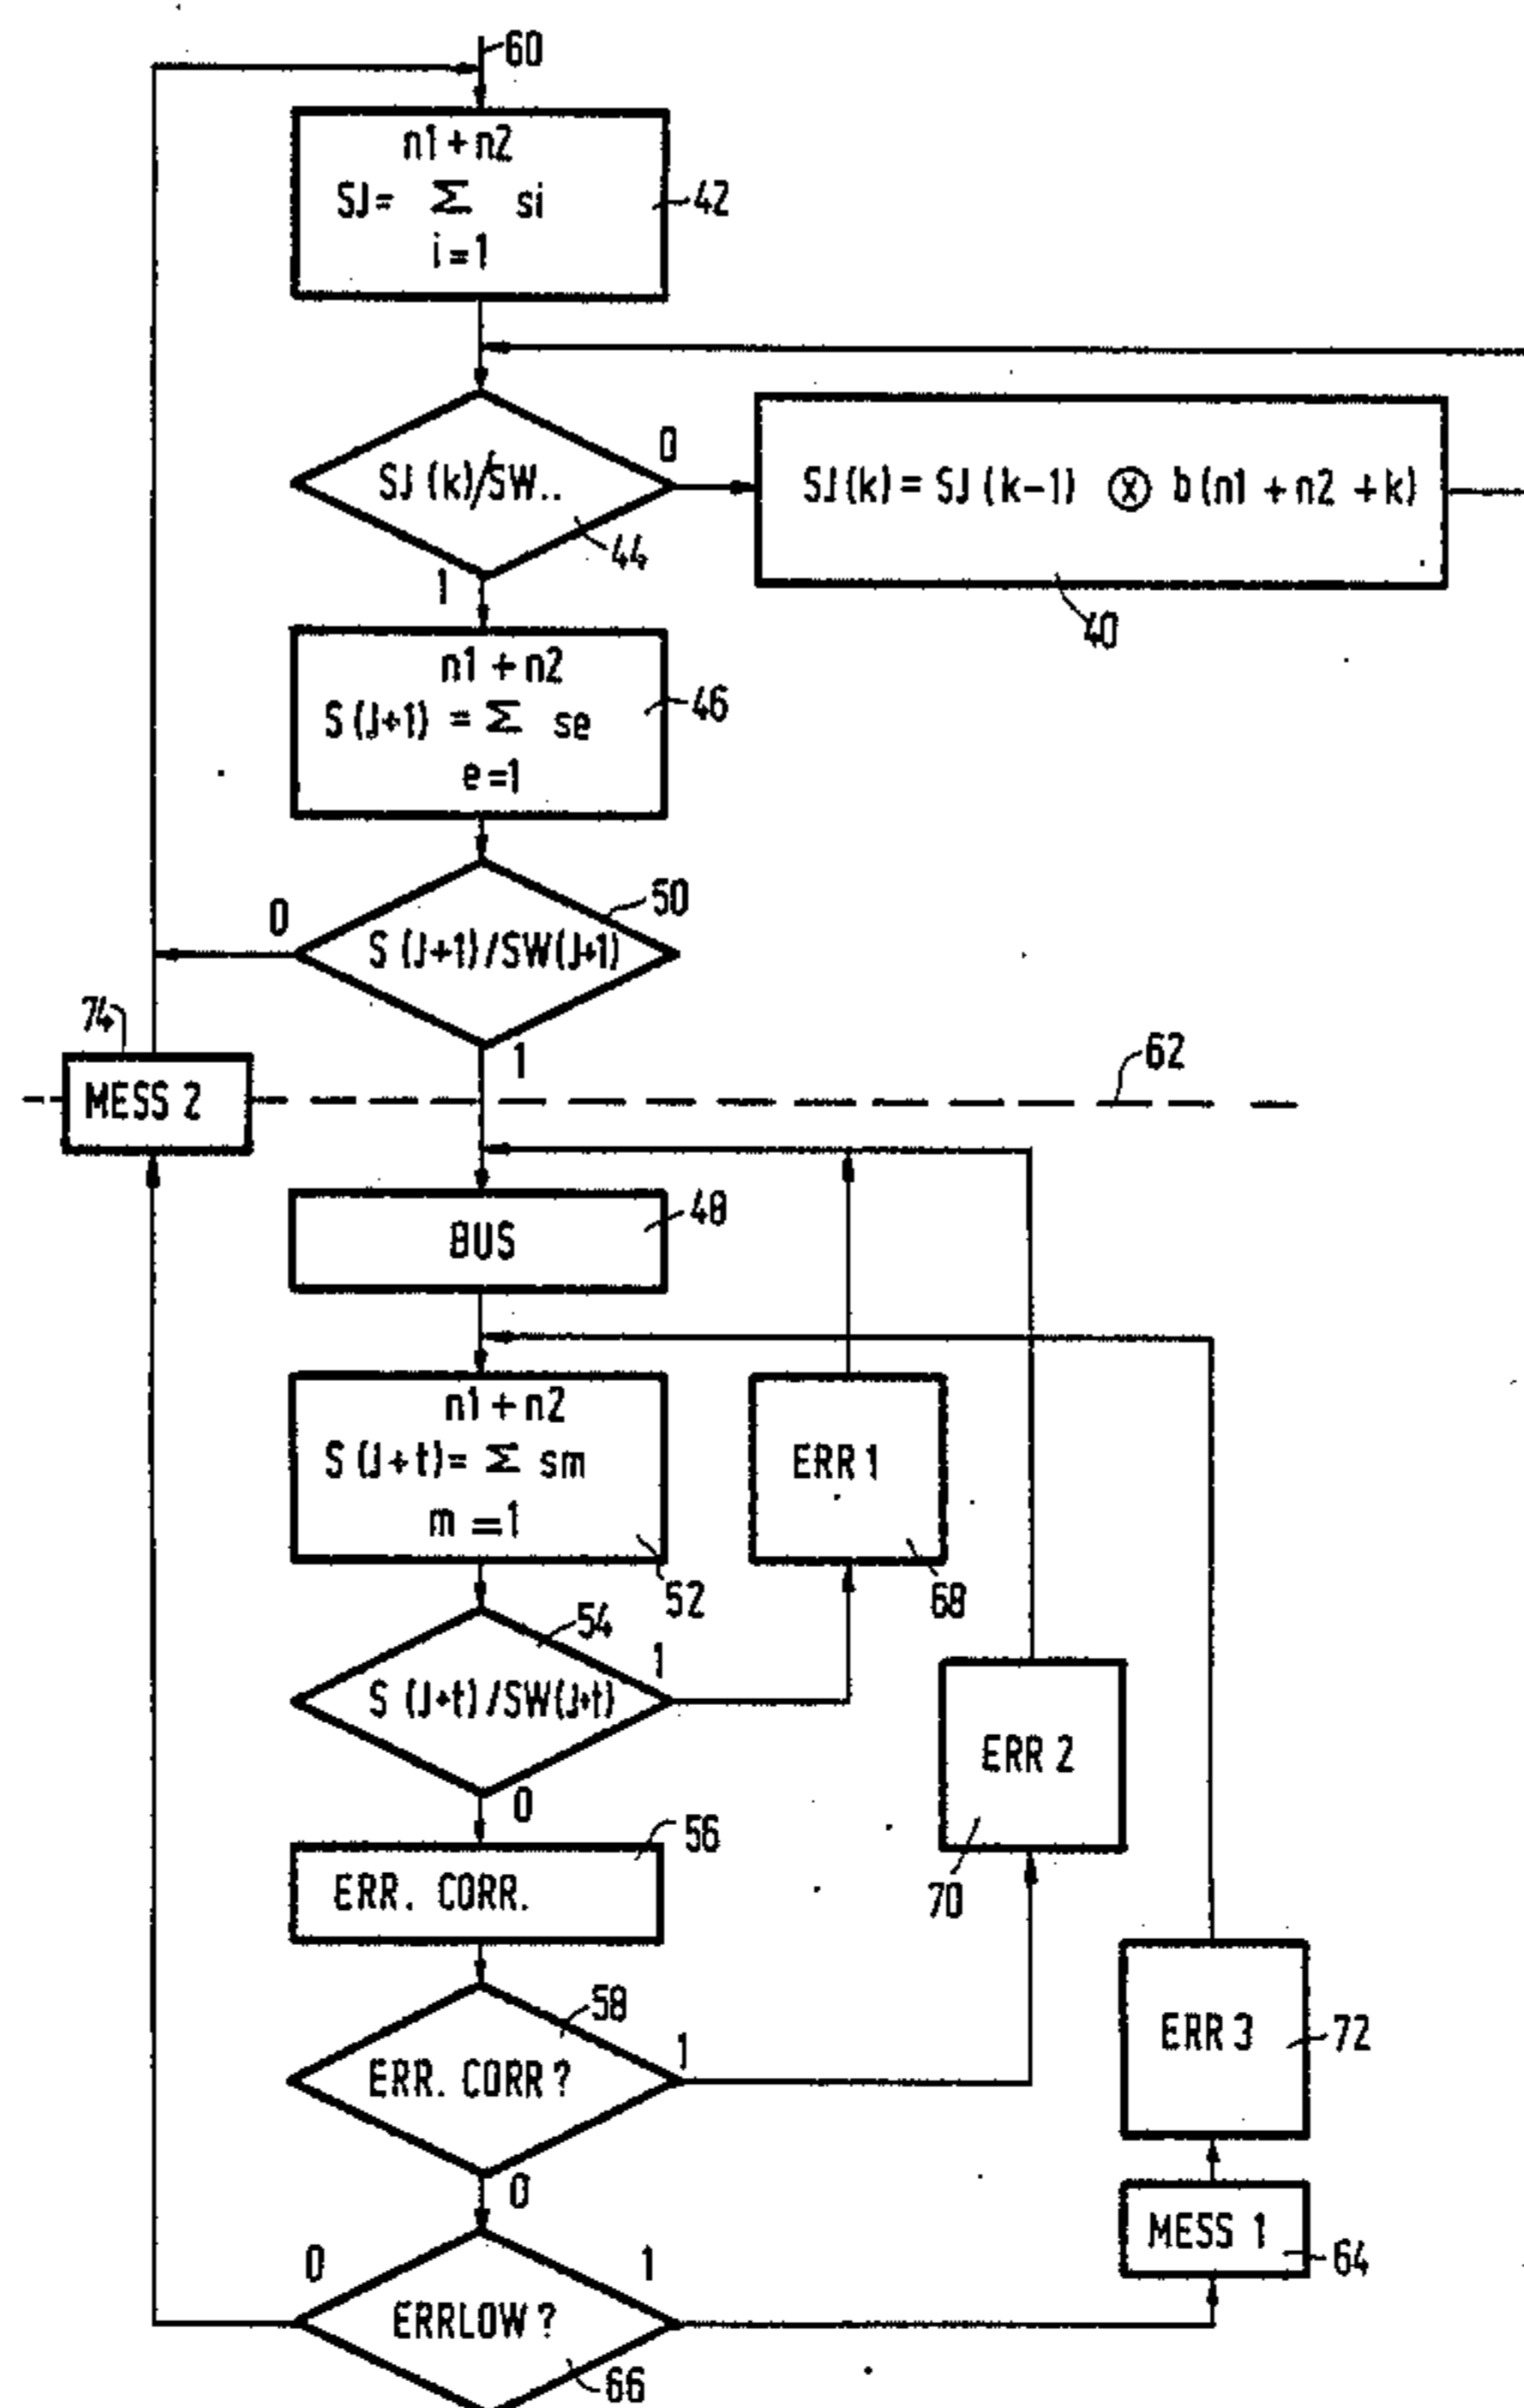 60
n1 + n2
SJ = Σ si
i = 1
42
SJ (k)/SW..
0
44
1
SJ (k) = SJ (k-1) ⊗ b (n1 + n2 + k)
40
n1 + n2
S (J+1) = Σ se
e = 1
46
0
50
S (J+1) / SW(J+1)
1
74
MESS 2
62
BUS
48
n1 + n2
S (J+t) = Σ sm
m = 1
52
ERR 1
68
54
1
S (J+t) / SW(J+t)
0
ERR 2
70
56
ERR. CORR.
58
1
ERR. CORR ?
0
ERR 3
72
MESS 1
64
0
1
ERRLOW ?
66